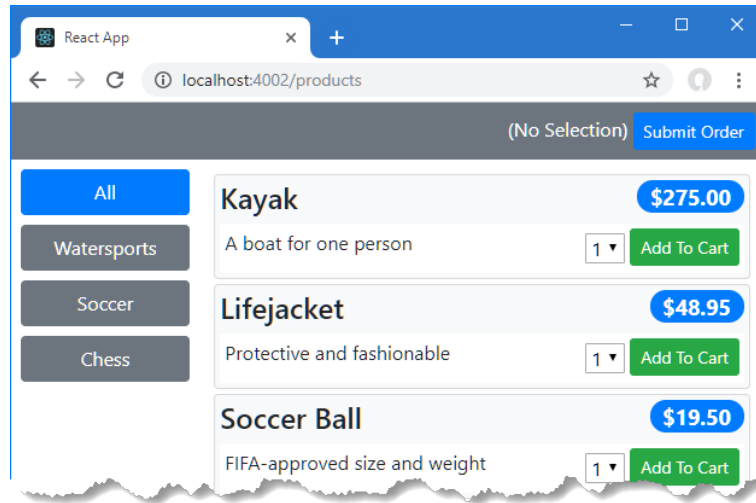 React App
localhost:4002/products
(No Selection) Submit Order
All
Watersports
Soccer
Chess
Kayak $275.00
A boat for one person 1 Add To Cart
Lifejacket $48.95
Protective and fashionable 1 Add To Cart
Soccer Ball $19.50
FIFA-approved size and weight 1 Add To Cart